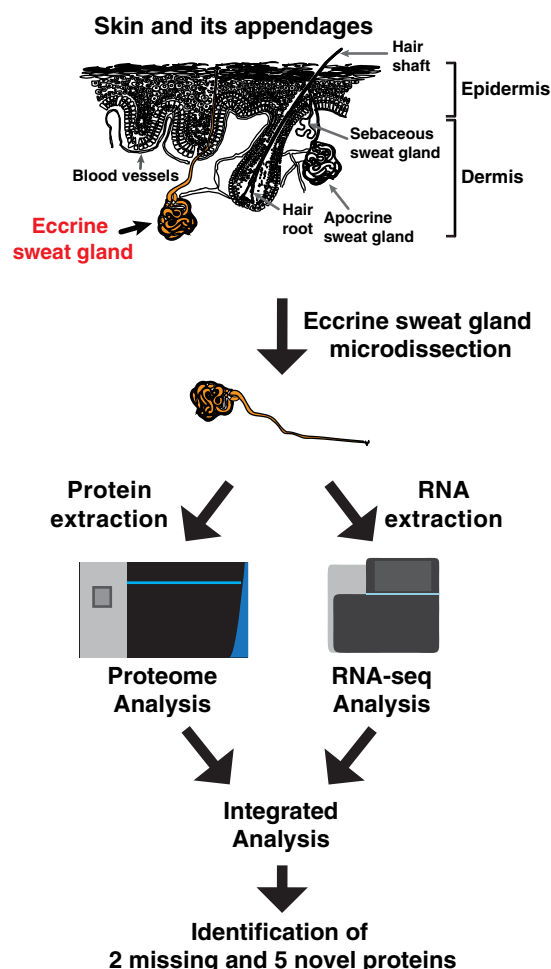 Skin and its appendages
Hair
shaft
Epidermis
Sebaceous
sweat gland
Blood vessels
Dermis
Hair
root
Apocrine
sweat gland
Eccrine
sweat gland
Eccrine sweat gland
microdissection
Protein
extraction
RNA
extraction
Proteome
Analysis
RNA-seq
Analysis
Integrated
Analysis
Identification of
2 missing and 5 novel proteins